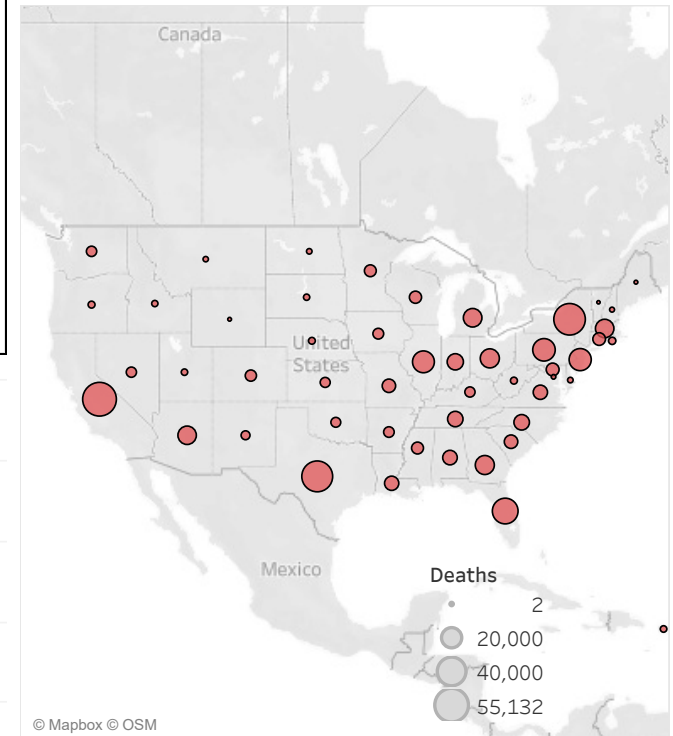 Canada
United
States
Mexico
Deaths
2
20,000
40,000
55,132
© Mapbox © OSM